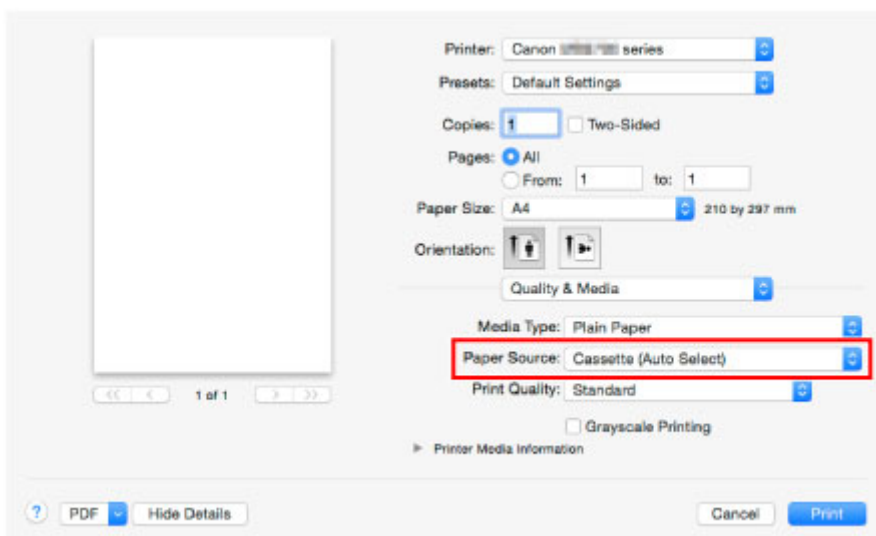 Printer: Canon series
Presets: Default Settings
Copies: 1 Two-Sided
Pages: All
From: 1 to: 1
Paper Size: A4 210 by 297 mm
Orientation:
Quality & Media
Media Type: Plain Paper
Paper Source: Cassette (Auto Select)
Print Quality: Standard
Grayscale Printing
Printer Media Information
1 of 1
? PDF Hide Details Cancel Print